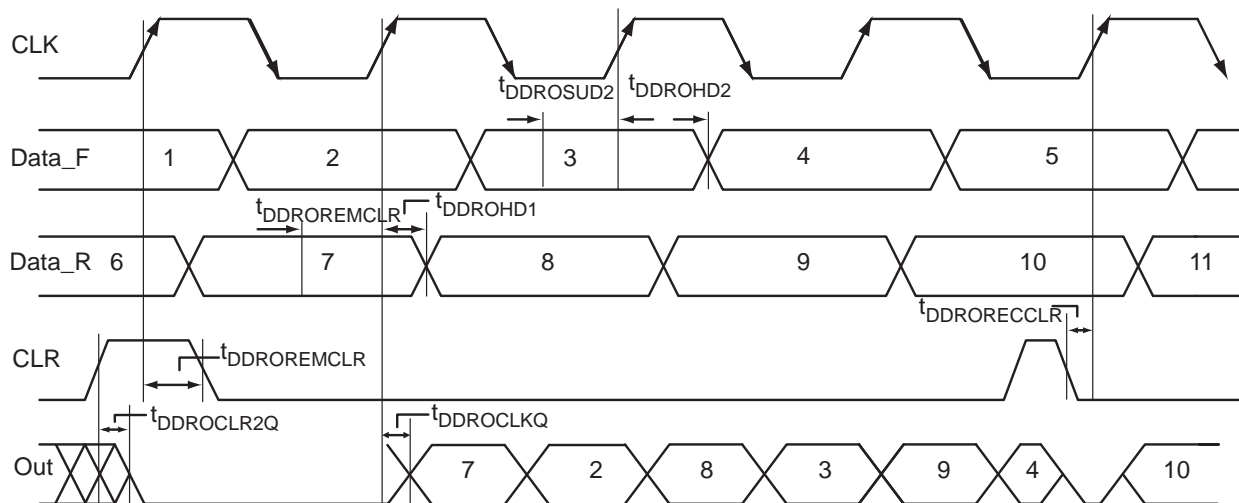 CLK
tDDROSUD2 tDDROHD2
Data_F 1 2 3 4 5
tDDROREMCLR tDDROHD1
Data_R 6 7 8 9 10 11
tDDRORECCLR
CLR
tDDROREMCLR
tDDROCLR2Q tDDROCLKQ
Out 7 2 8 3 9 4 10